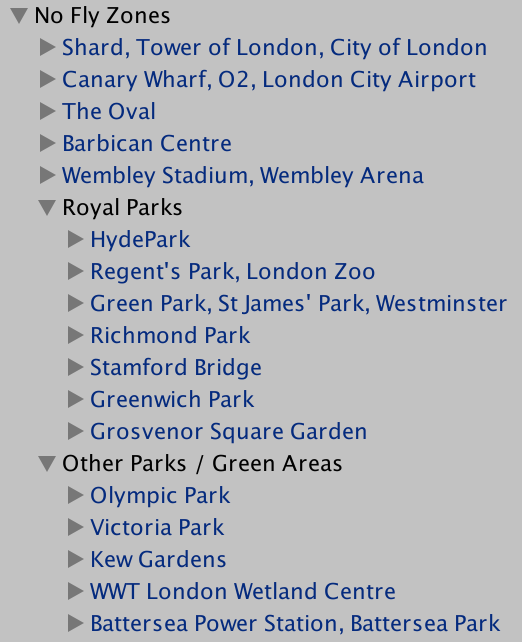 No Fly Zones
Shard, Tower of London, City of London
Canary Wharf, O2, London City Airport
The Oval
Barbican Centre
Wembley Stadium, Wembley Arena
Royal Parks
HydePark
Regent's Park, London Zoo
Green Park, St James' Park, Westminster
Richmond Park
Stamford Bridge
Greenwich Park
Grosvenor Square Garden
Other Parks / Green Areas
Olympic Park
Victoria Park
Kew Gardens
WWT London Wetland Centre
Battersea Power Station, Battersea Park